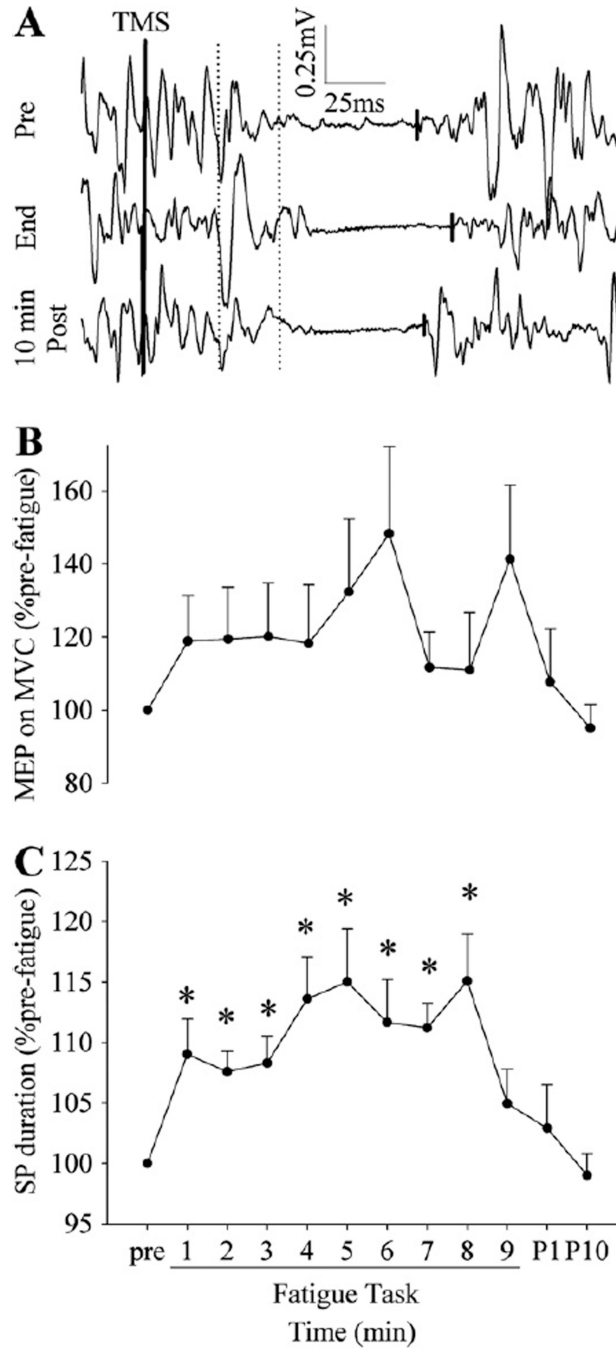 A
TMS
0.25mV
25ms
Pre
End
10 min
Post
B
MEP on MVC (%pre-fatigue)
160
140
120
100
80
C
SP duration (%pre-fatigue)
125
120
115
110
105
100
95
* * * * * * * *
pre 1 2 3 4 5 6 7 8 9 P1 P10
Fatigue Task
Time (min)